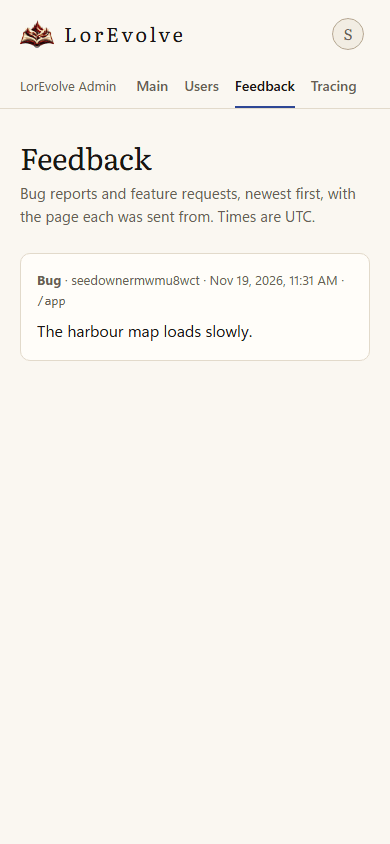 LorEvolve
S
LorEvolve Admin Main Users Feedback Tracing
Feedback
Bug reports and feature requests, newest first, with
the page each was sent from. Times are UTC.
Bug · seedownermwmu8wct · Nov 19, 2026, 11:31 AM ·
/app
The harbour map loads slowly.